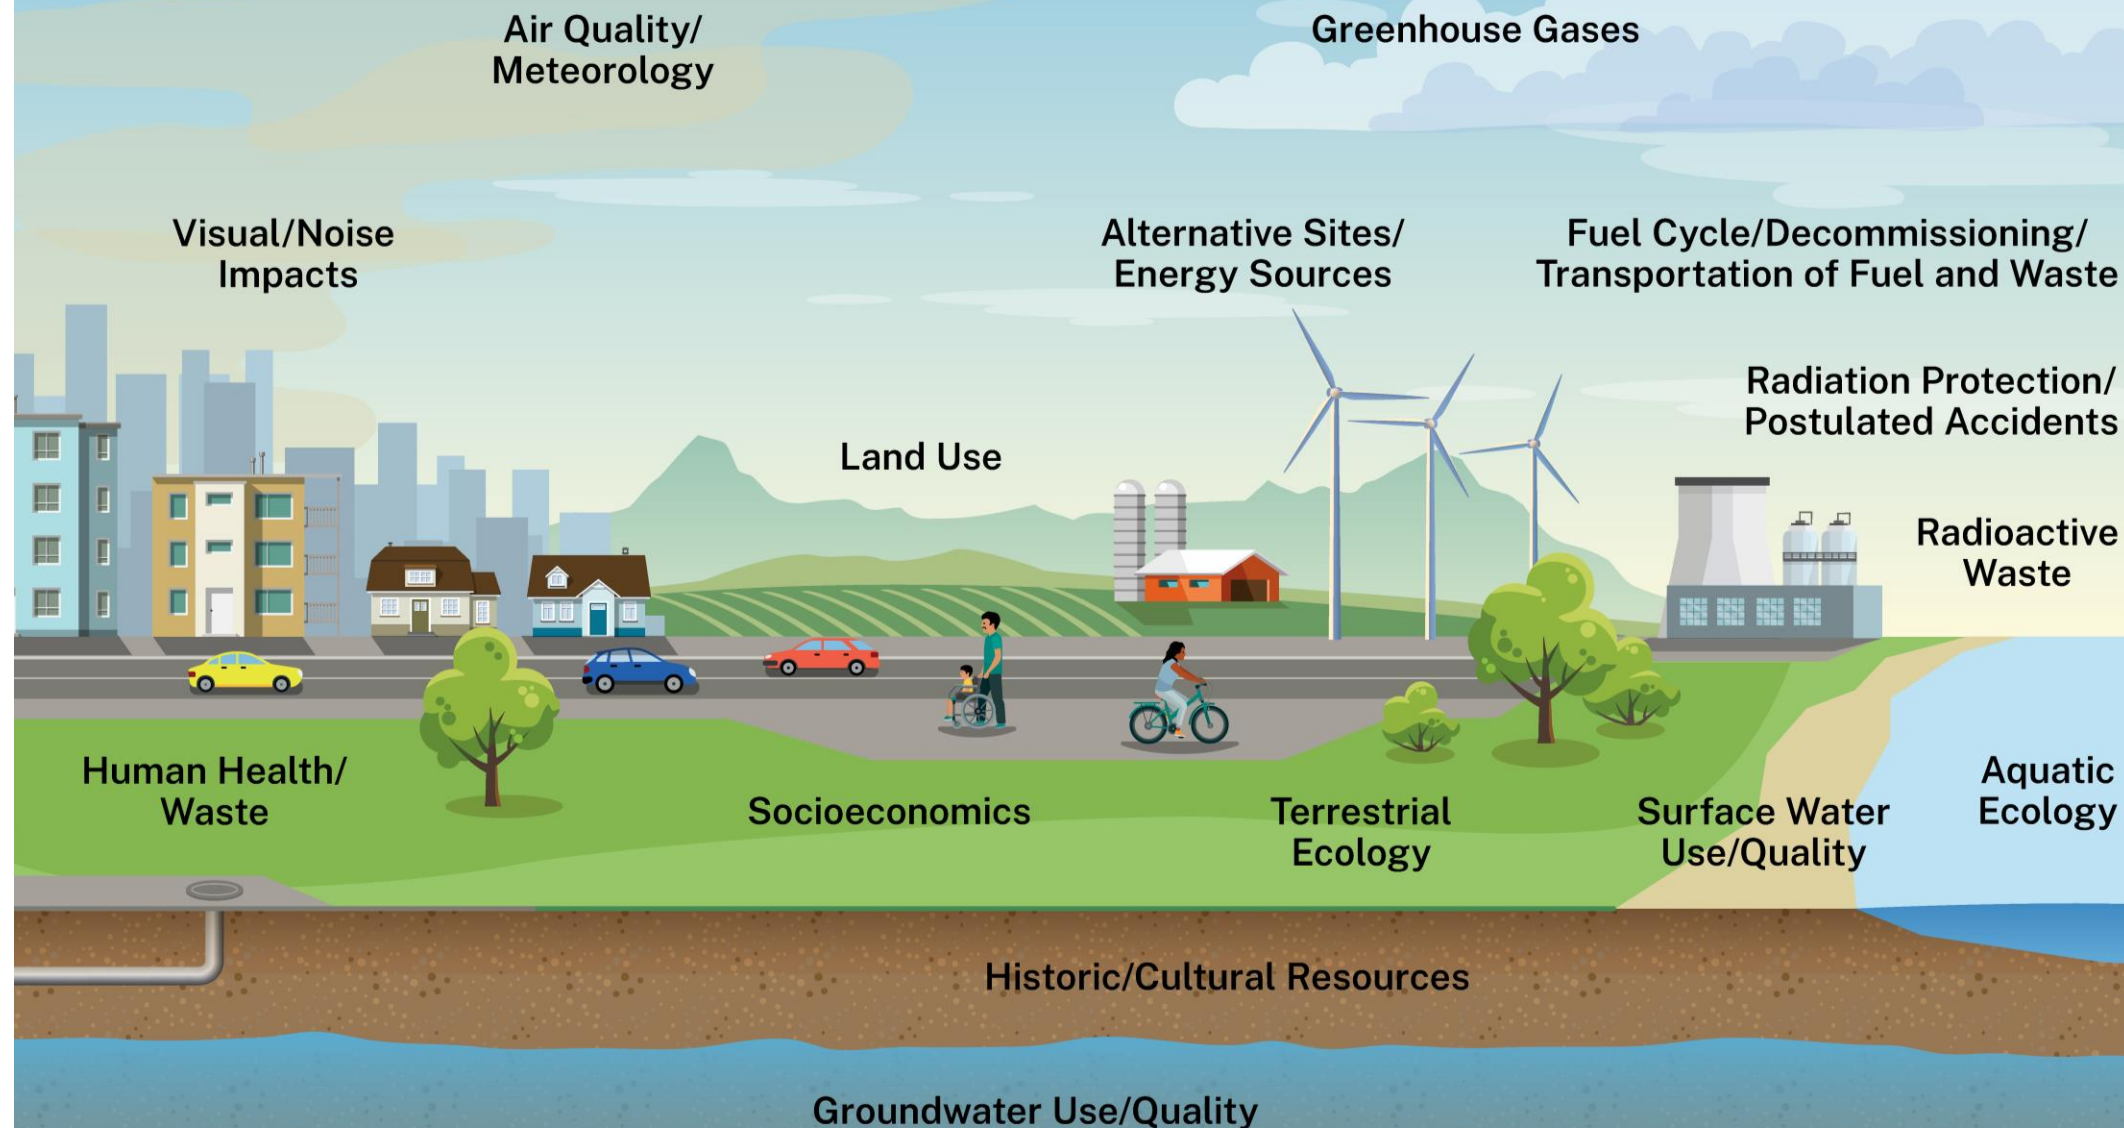 Air Quality/
Meteorology
Greenhouse Gases
Visual/Noise
Impacts
Alternative Sites/
Energy Sources
Fuel Cycle/Decommissioning/
Transportation of Fuel and Waste
Radiation Protection/
Postulated Accidents
Land Use
Radioactive
Waste
Human Health/
Waste
Socioeconomics
Terrestrial
Ecology
Surface Water
Use/Quality
Aquatic
Ecology
Historic/Cultural Resources
Groundwater Use/Quality